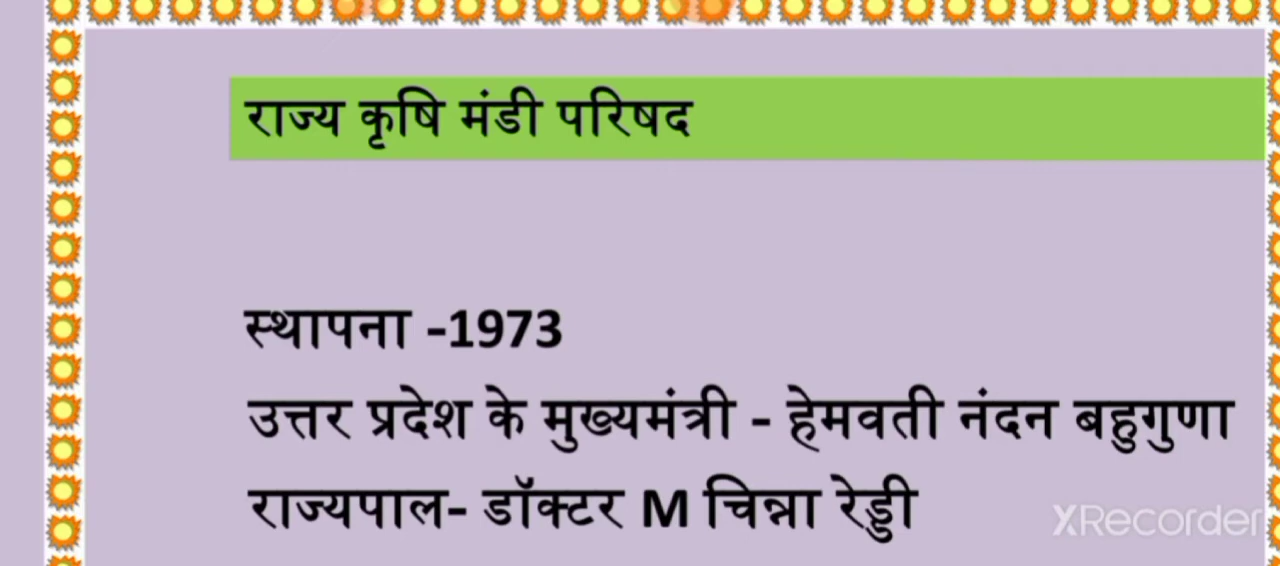 राज्य कृषि मंडी परिषद
स्थापना -1973
उत्तर प्रदेश के मुख्यमंत्री - हेमवती नंदन बहुगुणा
राज्यपाल- डॉक्टर M चिन्ना रेड्डी
XRecorder